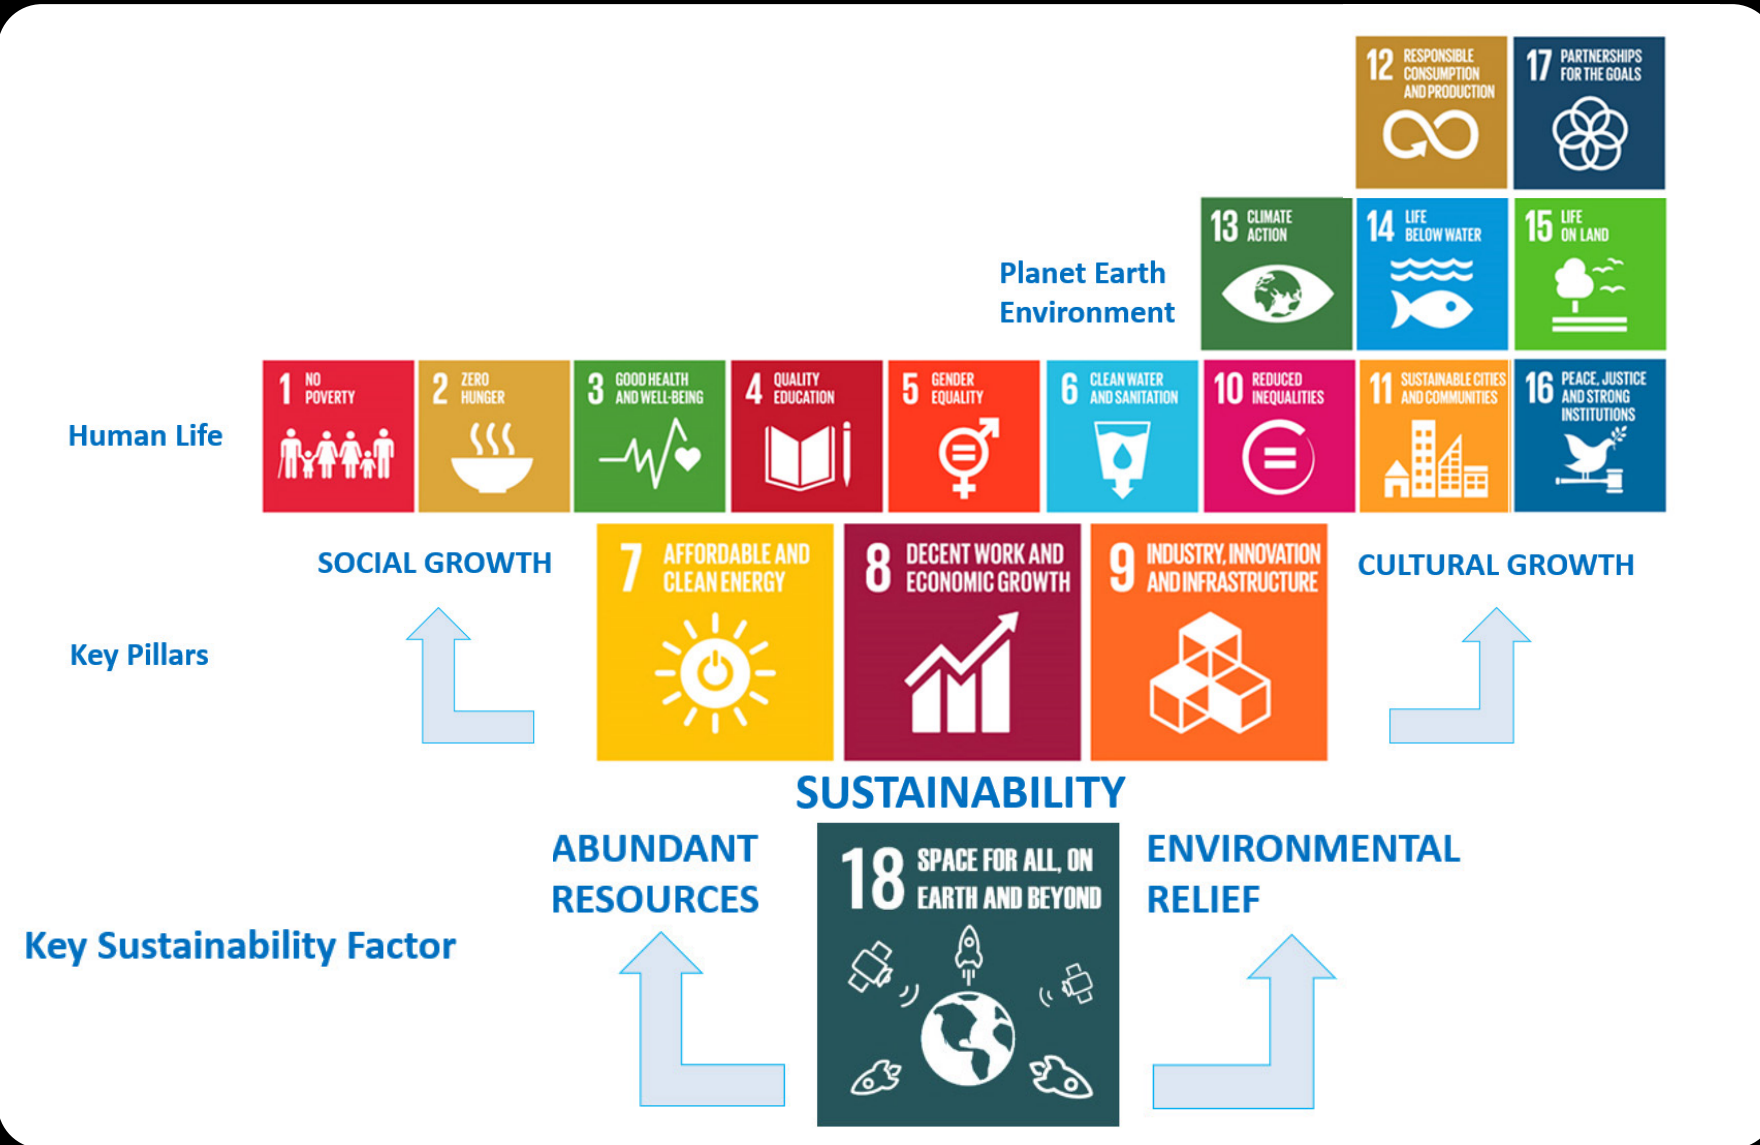 12 RESPONSIBLE
CONSUMPTION
AND PRODUCTION
17 PARTNERSHIPS
FOR THE GOALS
Planet Earth
Environment
13 CLIMATE
ACTION
14 LIFE
BELOW WATER
15 LIFE
ON LAND
Human Life
1 NO
POVERTY
2 ZERO
HUNGER
3 GOOD HEALTH
AND WELL-BEING
4 QUALITY
EDUCATION
5 GENDER
EQUALITY
6 CLEAN WATER
AND SANITATION
10 REDUCED
INEQUALITIES
11 SUSTAINABLE CITIES
AND COMMUNITIES
16 PEACE, JUSTICE
AND STRONG
INSTITUTIONS
SOCIAL GROWTH
Key Pillars
7 AFFORDABLE AND
CLEAN ENERGY
8 DECENT WORK AND
ECONOMIC GROWTH
9 INDUSTRY, INNOVATION
AND INFRASTRUCTURE
CULTURAL GROWTH
SUSTAINABILITY
ABUNDANT
RESOURCES
18 SPACE FOR ALL, ON
EARTH AND BEYOND
ENVIRONMENTAL
RELIEF
Key Sustainability Factor